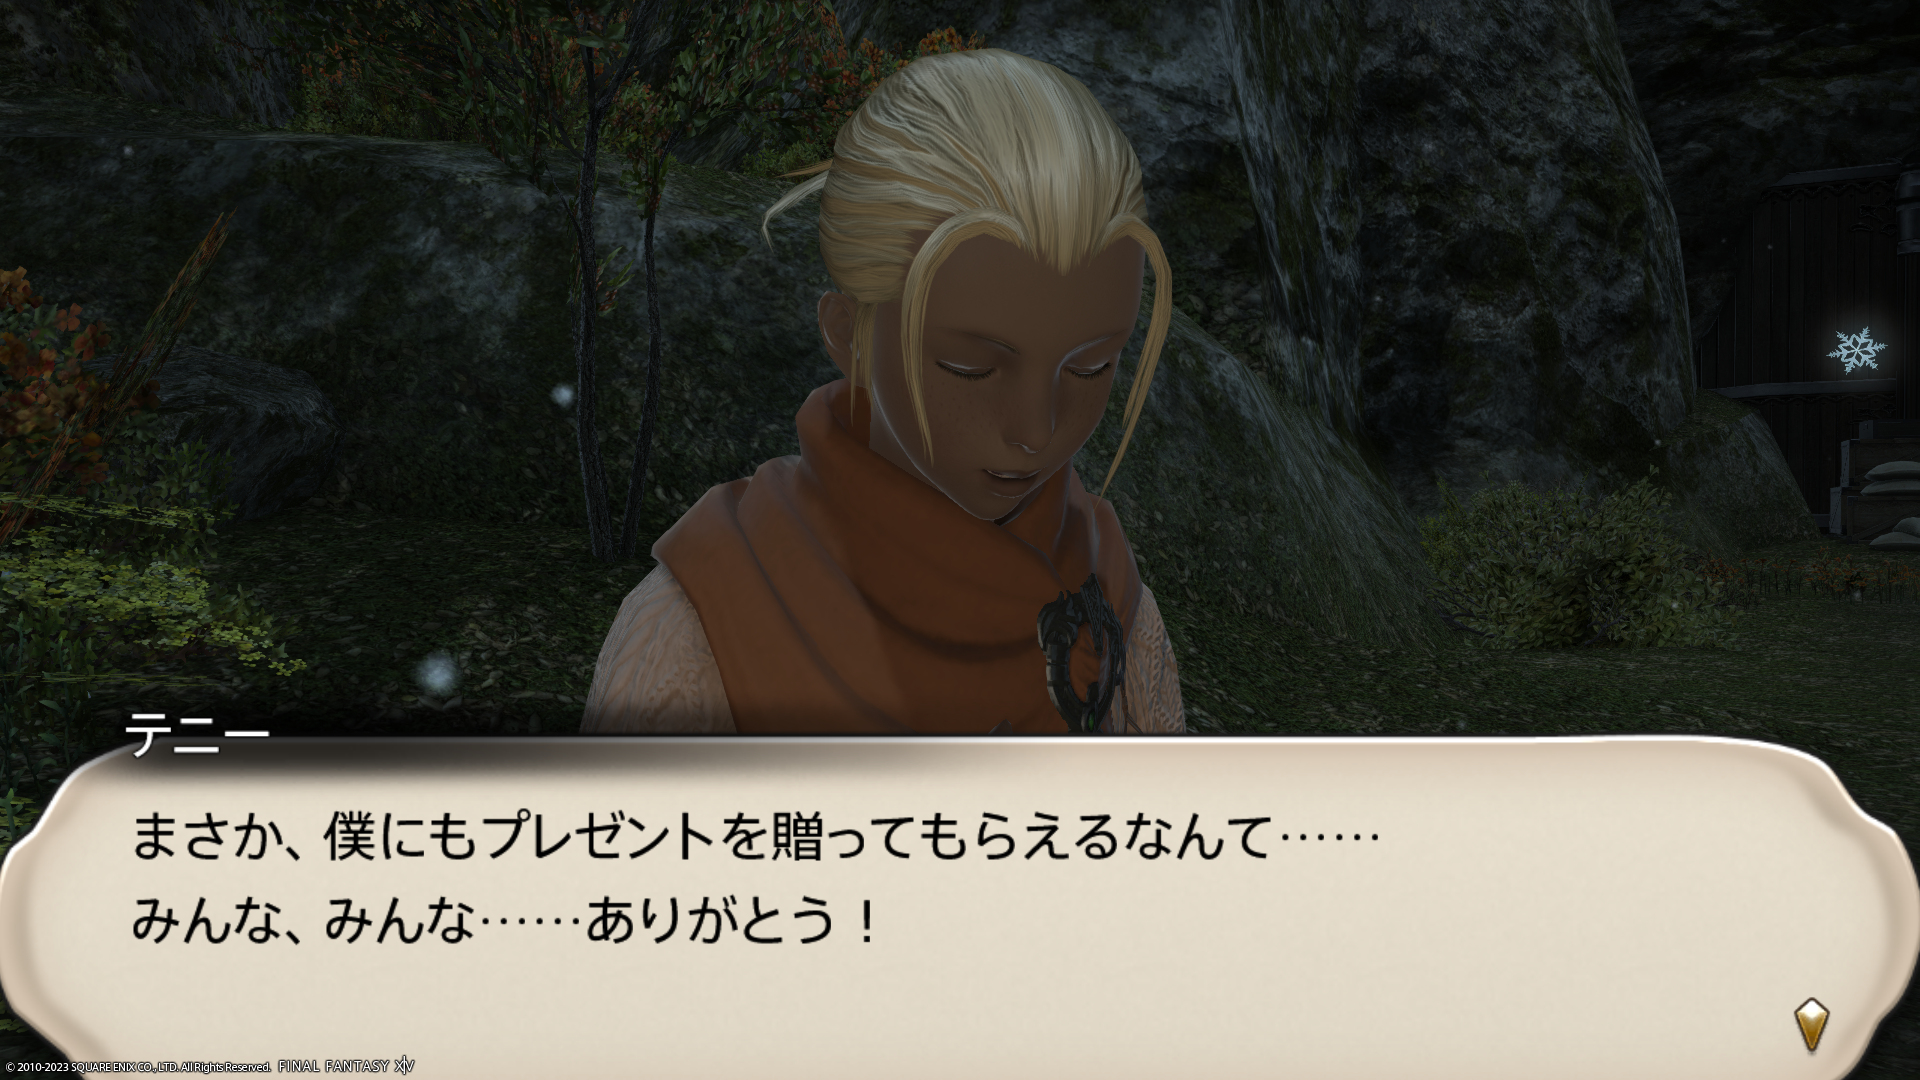 テニー
まさか、僕にもプレゼントを贈ってもらえるなんて……
みんな、みんな……ありがとう！
© 2010-2023 SQUARE ENIX CO., LTD. All Rights Reserved. FINAL FANTASY XIV